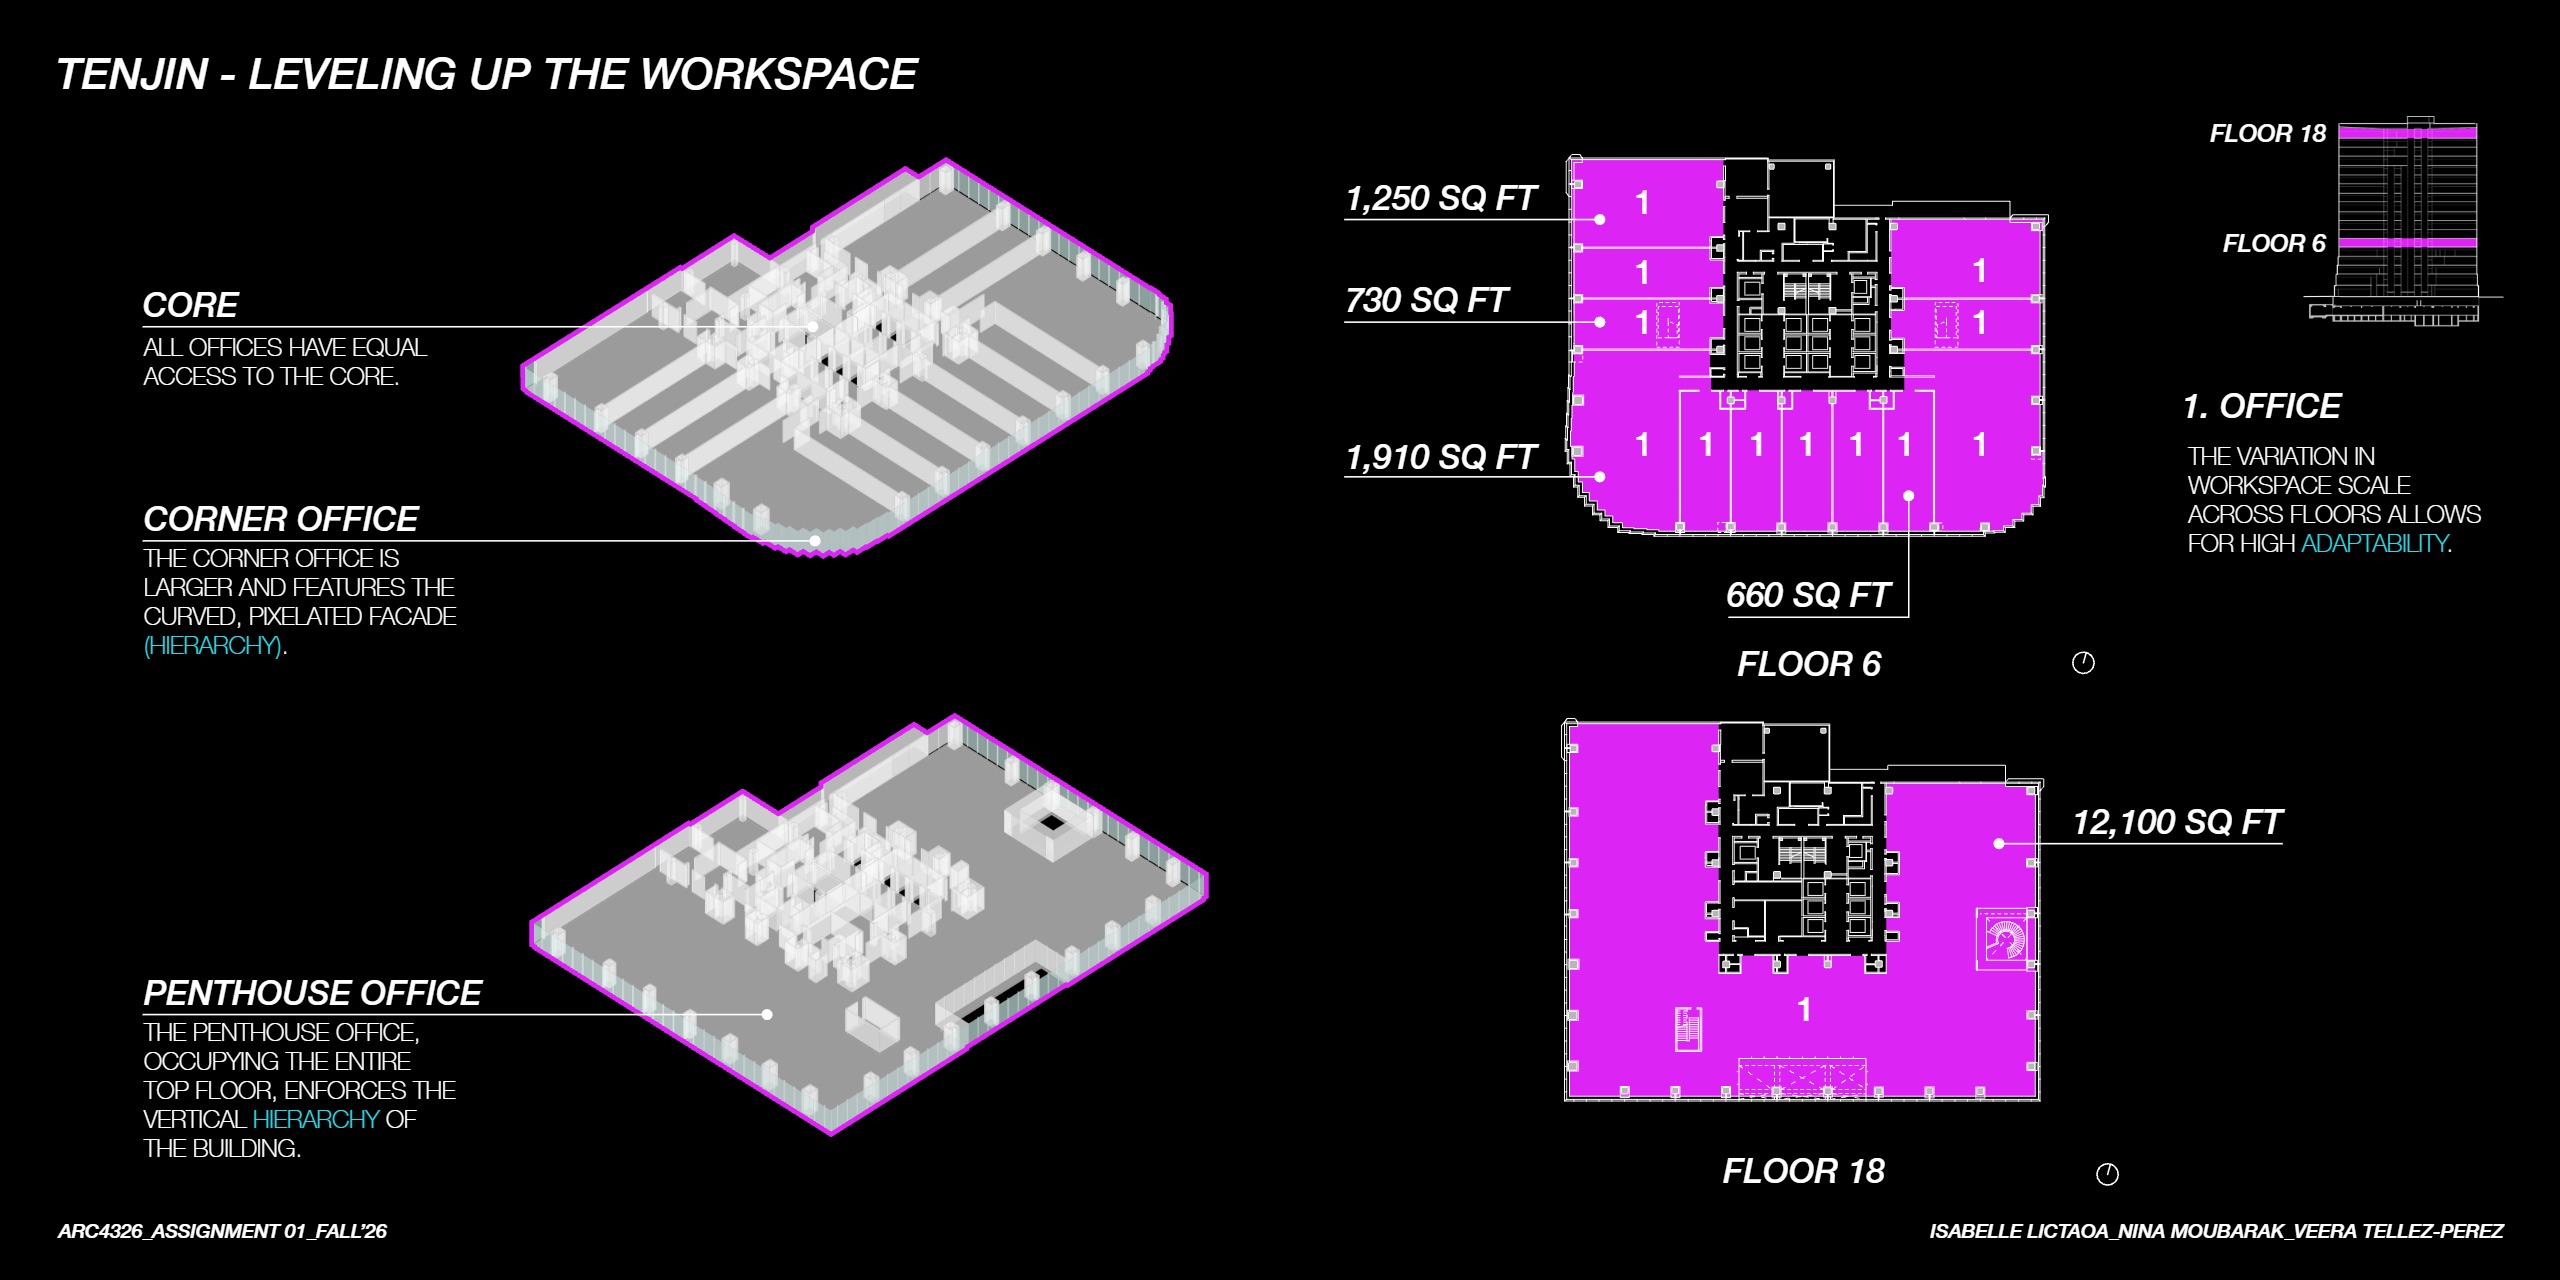 TENJIN - LEVELING UP THE WORKSPACE
CORE
ALL OFFICES HAVE EQUAL
ACCESS TO THE CORE.
CORNER OFFICE
THE CORNER OFFICE IS
LARGER AND FEATURES THE
CURVED, PIXELATED FACADE
(HIERARCHY).
PENTHOUSE OFFICE
THE PENTHOUSE OFFICE,
OCCUPYING THE ENTIRE
TOP FLOOR, ENFORCES THE
VERTICAL HIERARCHY OF
THE BUILDING.
1,250 SQ FT
730 SQ FT
1,910 SQ FT
660 SQ FT
1
1
1
1
1
1 1 1 1 1 1 1
FLOOR 6
12,100 SQ FT
1
FLOOR 18
FLOOR 18
FLOOR 6
1. OFFICE
THE VARIATION IN
WORKSPACE SCALE
ACROSS FLOORS ALLOWS
FOR HIGH ADAPTABILITY.
ARC4326_ASSIGNMENT 01_FALL'26
ISABELLE LICTAOA_NINA MOUBARAK_VEERA TELLEZ-PEREZ